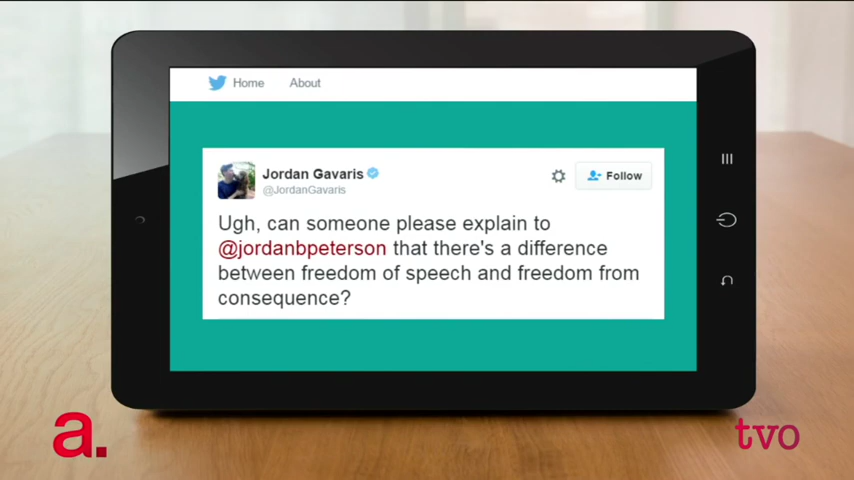 Home About
Jordan Gavaris
@JordanGavaris
Follow
Ugh, can someone please explain to
@jordanbpeterson that there's a difference
between freedom of speech and freedom from
consequence?
a.
tvo